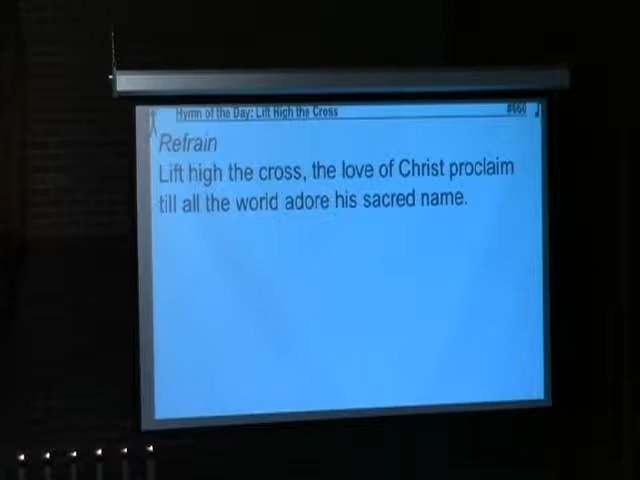 Hymn of the Day: Lift High the Cross #660
Refrain
Lift high the cross, the love of Christ proclaim
till all the world adore his sacred name.